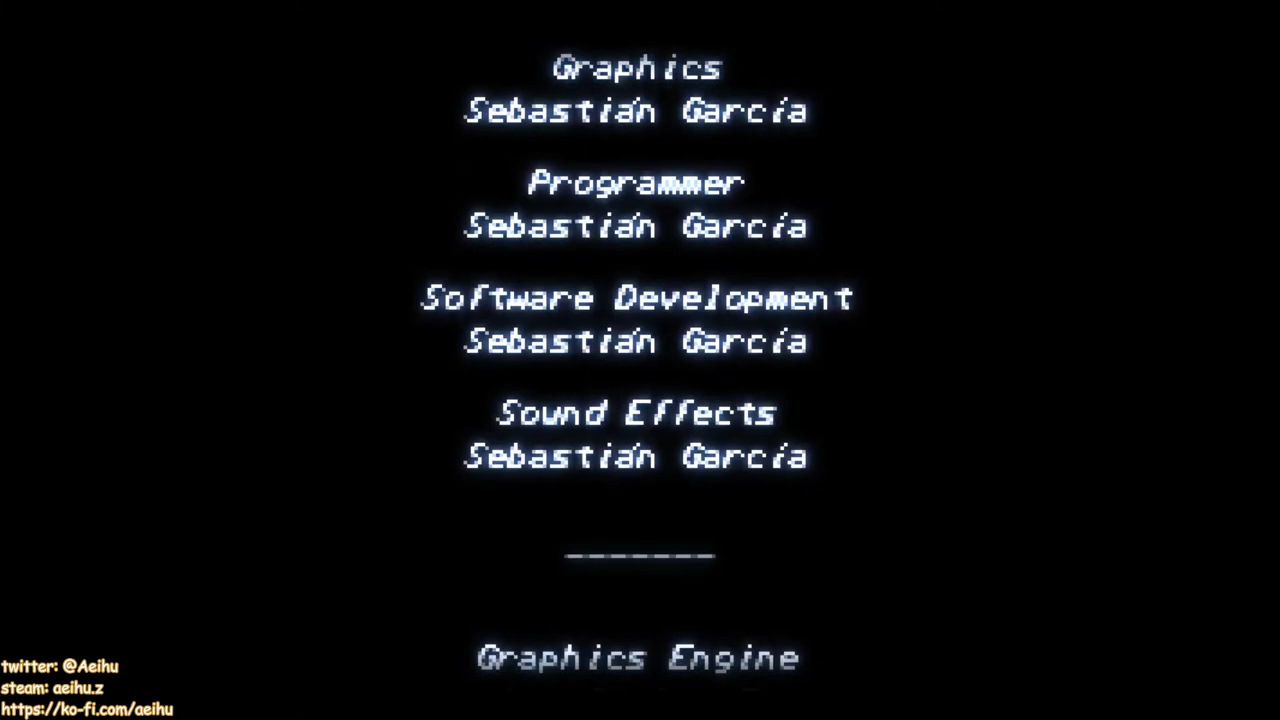 Graphics
Sebastián García
Programmer
Sebastián García
Software Development
Sebastián García
Sound Effects
Sebastián García
-------
Graphics Engine
twitter: @Aeihu
steam: aeihu.z
https://ko-fi.com/aeihu